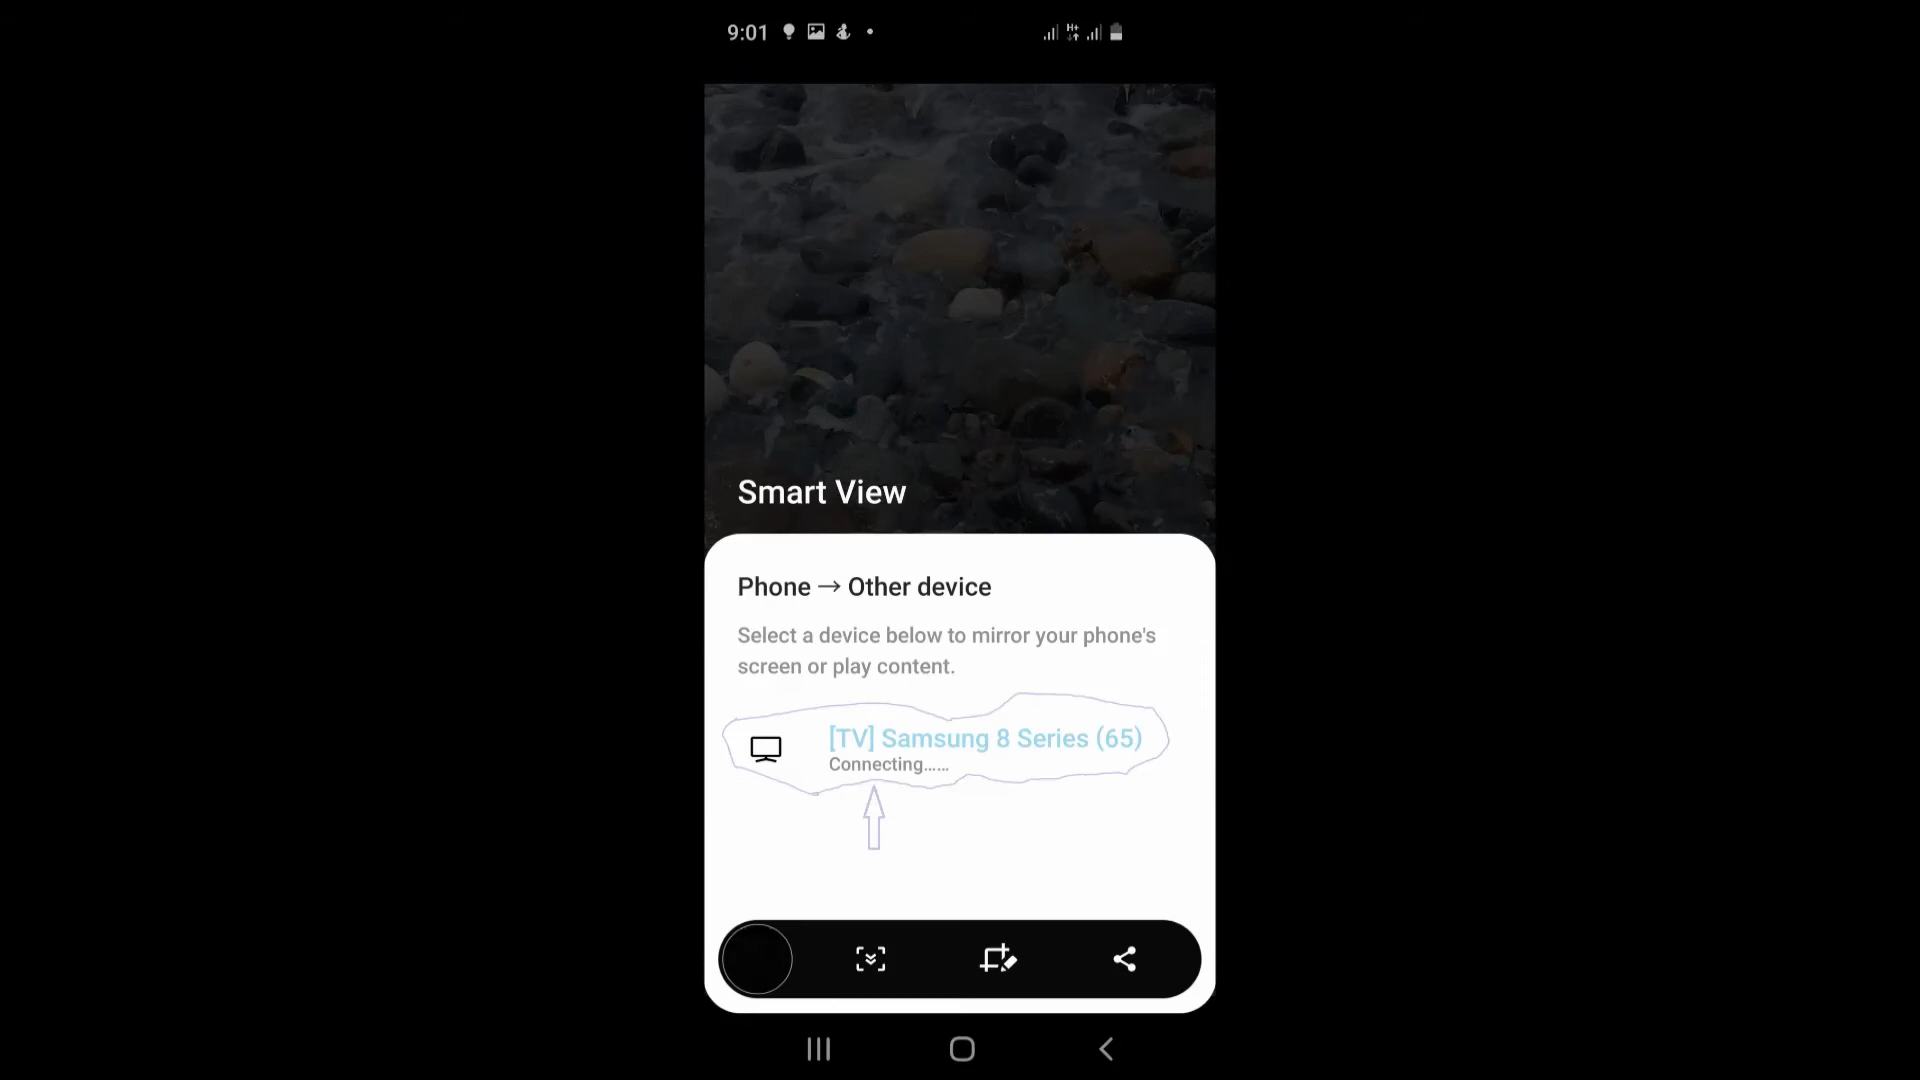 9:01
H+
Smart View
Phone → Other device
Select a device below to mirror your phone's
screen or play content.
[TV] Samsung 8 Series (65)
Connecting......